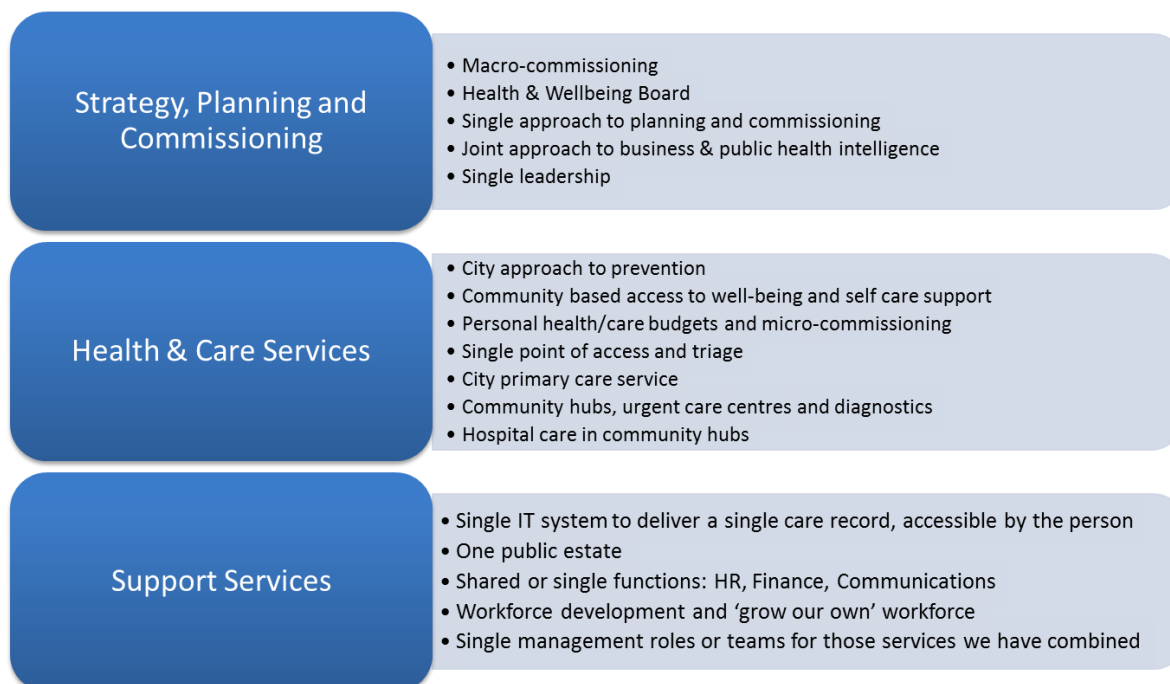 Strategy, Planning and
Commissioning
• Macro-commissioning
• Health & Wellbeing Board
• Single approach to planning and commissioning
• Joint approach to business & public health intelligence
• Single leadership
Health & Care Services
• City approach to prevention
• Community based access to well-being and self care support
• Personal health/care budgets and micro-commissioning
• Single point of access and triage
• City primary care service
• Community hubs, urgent care centres and diagnostics
• Hospital care in community hubs
Support Services
• Single IT system to deliver a single care record, accessible by the person
• One public estate
• Shared or single functions: HR, Finance, Communications
• Workforce development and ‘grow our own’ workforce
• Single management roles or teams for those services we have combined